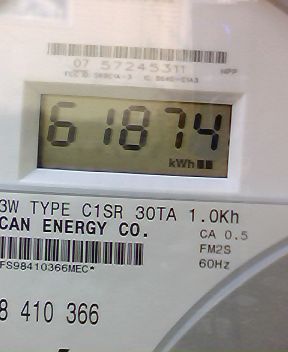 07 57245311
61874
kWh
3W TYPE C1SR 30TA 1.0Kh
CAN ENERGY CO.
CA 0.5
FM2S
60Hz
FS98410366MEC*
8 410 366